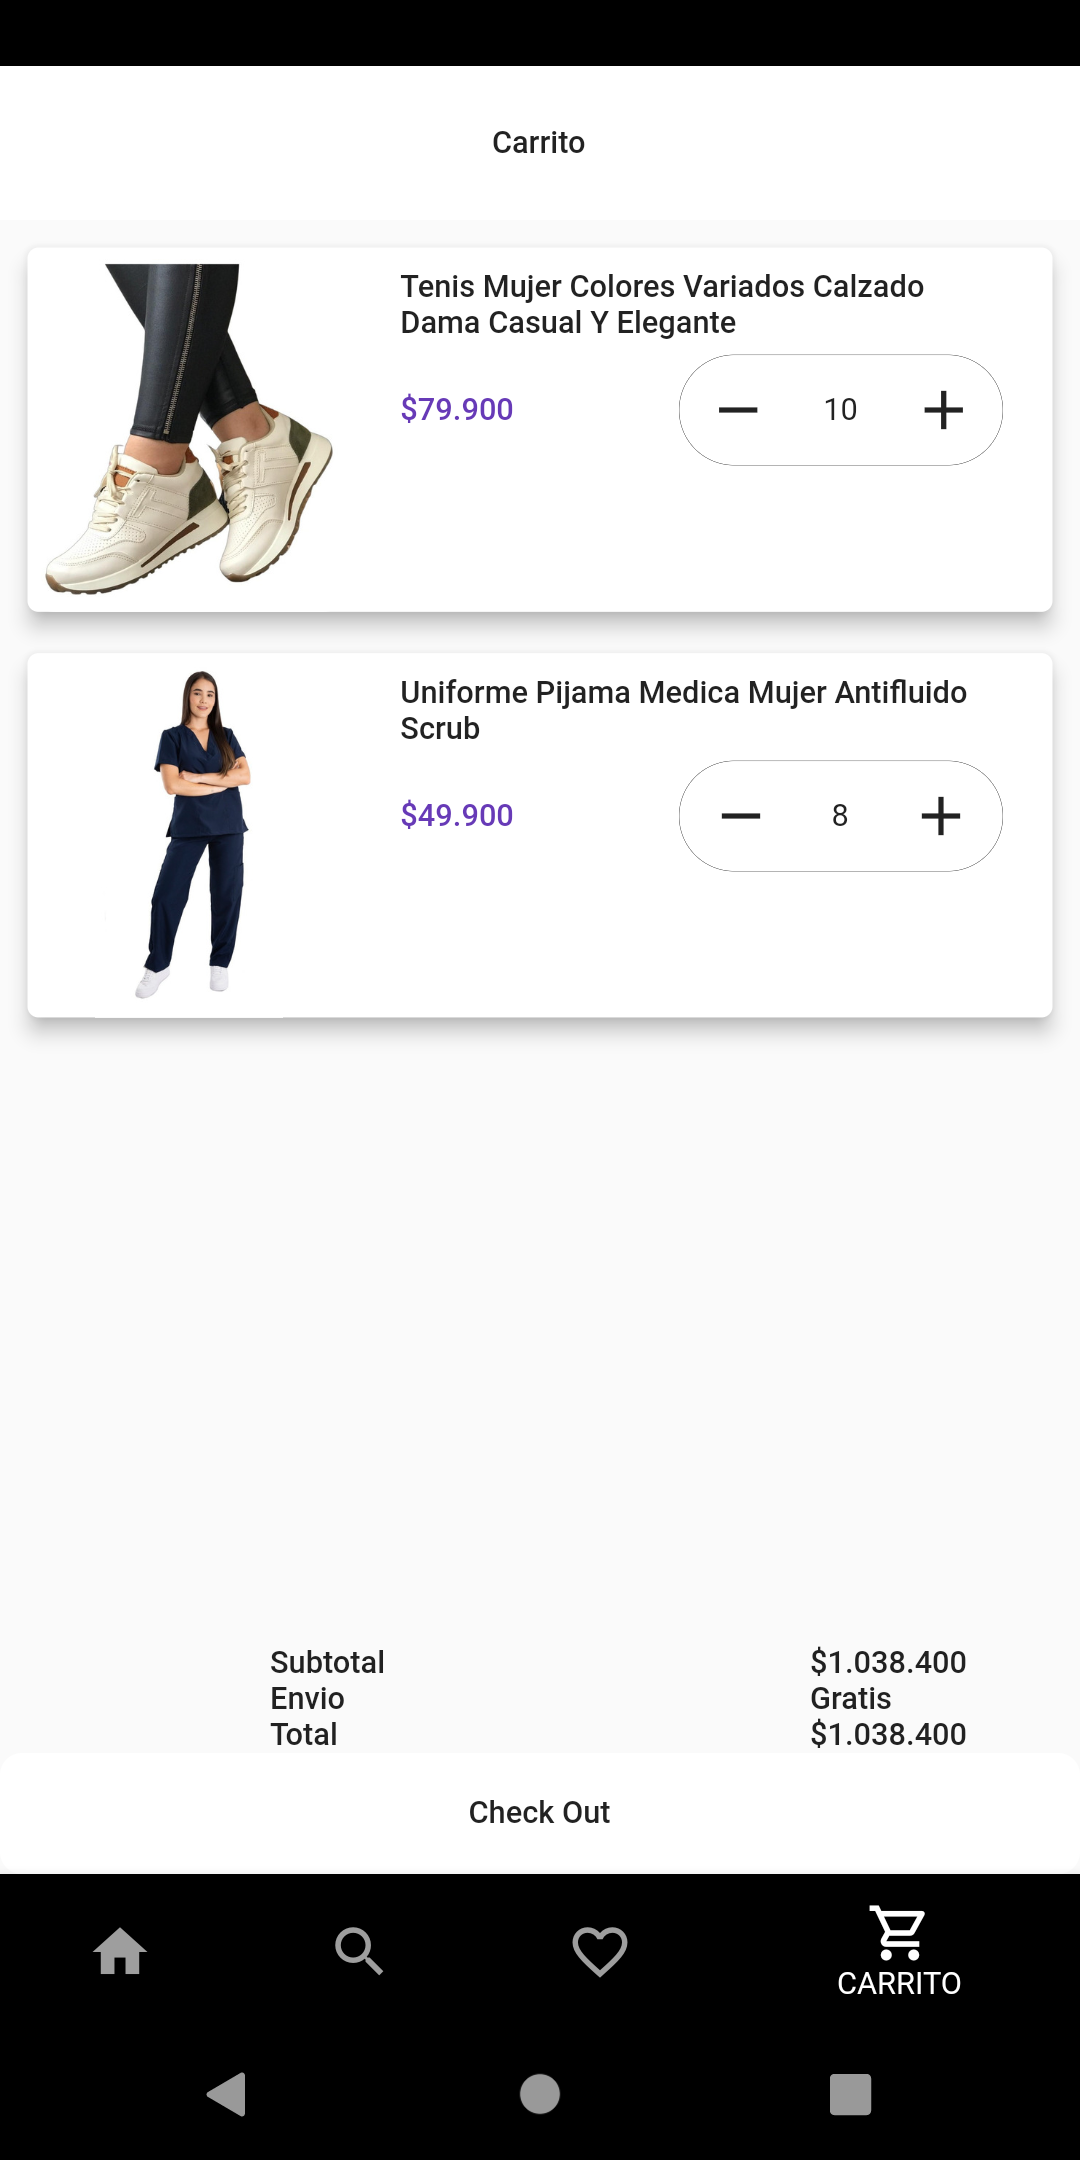 Carrito
Tenis Mujer Colores Variados Calzado
Dama Casual Y Elegante
$79.900
10
Uniforme Pijama Medica Mujer Antifluido
Scrub
$49.900
8
Subtotal $1.038.400
Envio Gratis
Total $1.038.400
Check Out
CARRITO